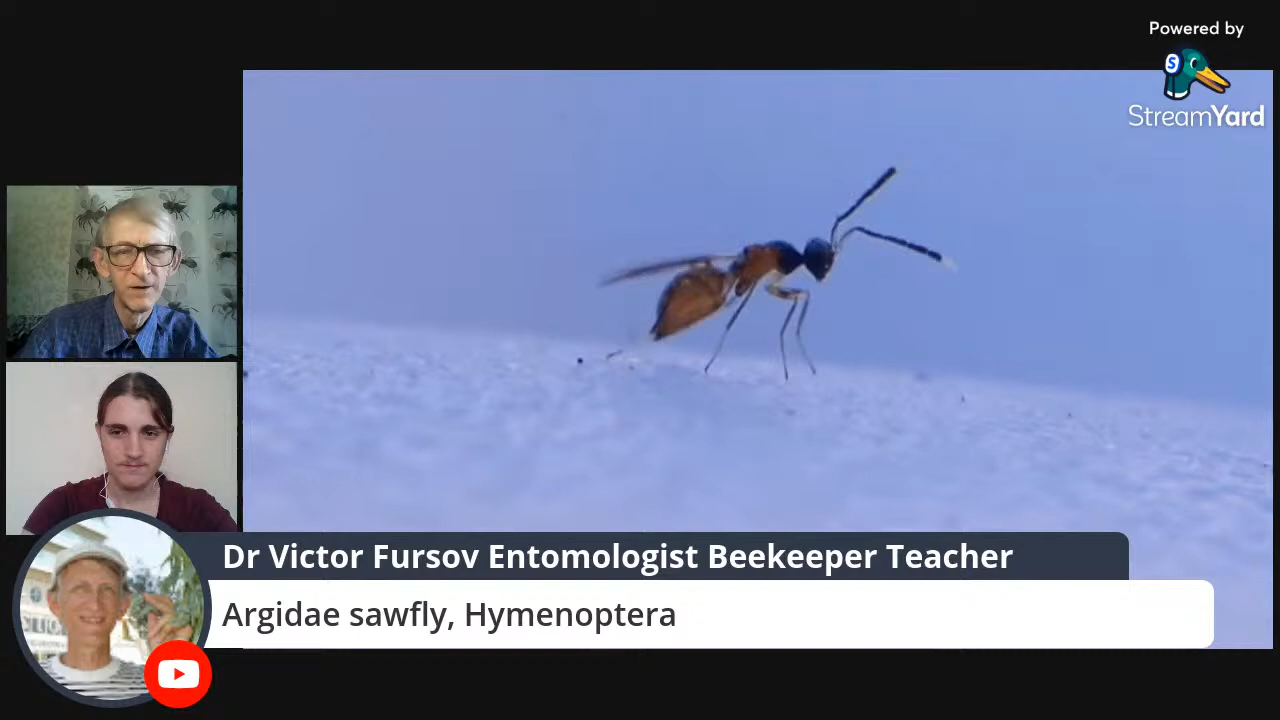 Powered by
S
StreamYard
Dr Victor Fursov Entomologist Beekeeper Teacher
Argidae sawfly, Hymenoptera